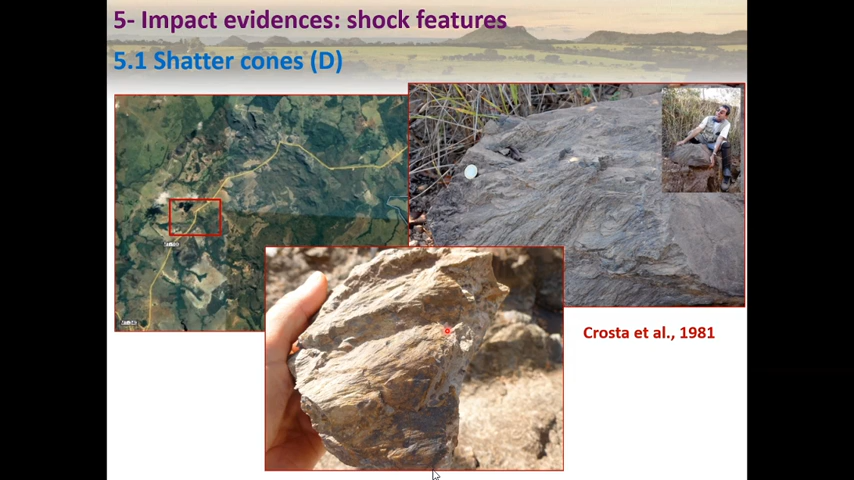 5- Impact evidences: shock features
5.1 Shatter cones (D)
Crosta et al., 1981